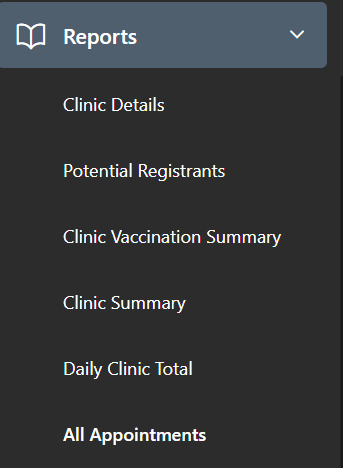 Reports
Clinic Details
Potential Registrants
Clinic Vaccination Summary
Clinic Summary
Daily Clinic Total
All Appointments